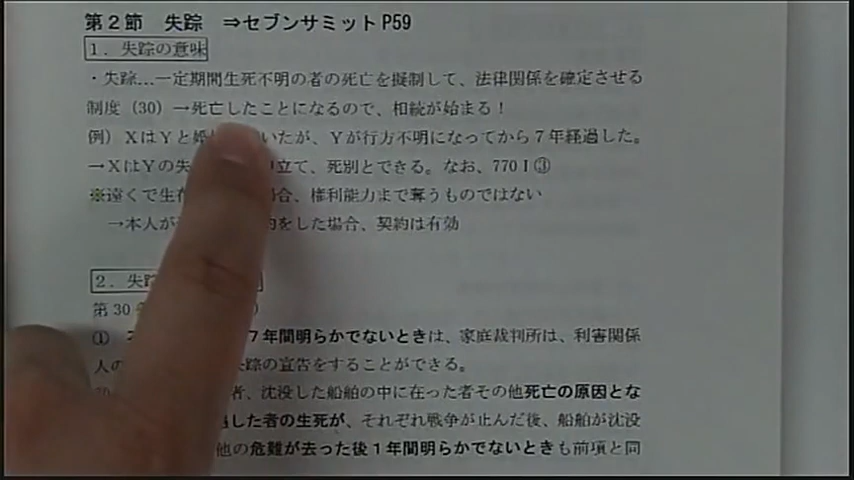 第２節　失踪　⇒セブンサミットP59
１．失踪の意味
・失踪…一定期間生死不明の者の死亡を擬制して、法律関係を確定させる
制度（30）→死亡したことになるので、相続が始まる！
例）ＸはＹと いたが、Ｙが行方不明になってから７年経過した。
→ＸはＹの失 立て、死別とできる。なお、770Ⅰ③
※遠くで生存 合、権利能力まで奪うものではない
→本人が をした場合、契約は有効
２．失
第30
① ７年間明らかでないときは、家庭裁判所は、利害関係
人の 失踪の宣告をすることができる。
者、沈没した船舶の中に在った者その他死亡の原因とな
した者の生死が、それぞれ戦争が止んだ後、船舶が沈没
他の危難が去った後１年間明らかでないときも前項と同